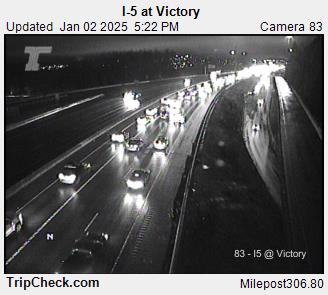 I-5 at Victory
Updated  Jan 02 2025  5:22 PM Camera 83
T
N
83 - I5 @ Victory
TripCheck.com Milepost306.80